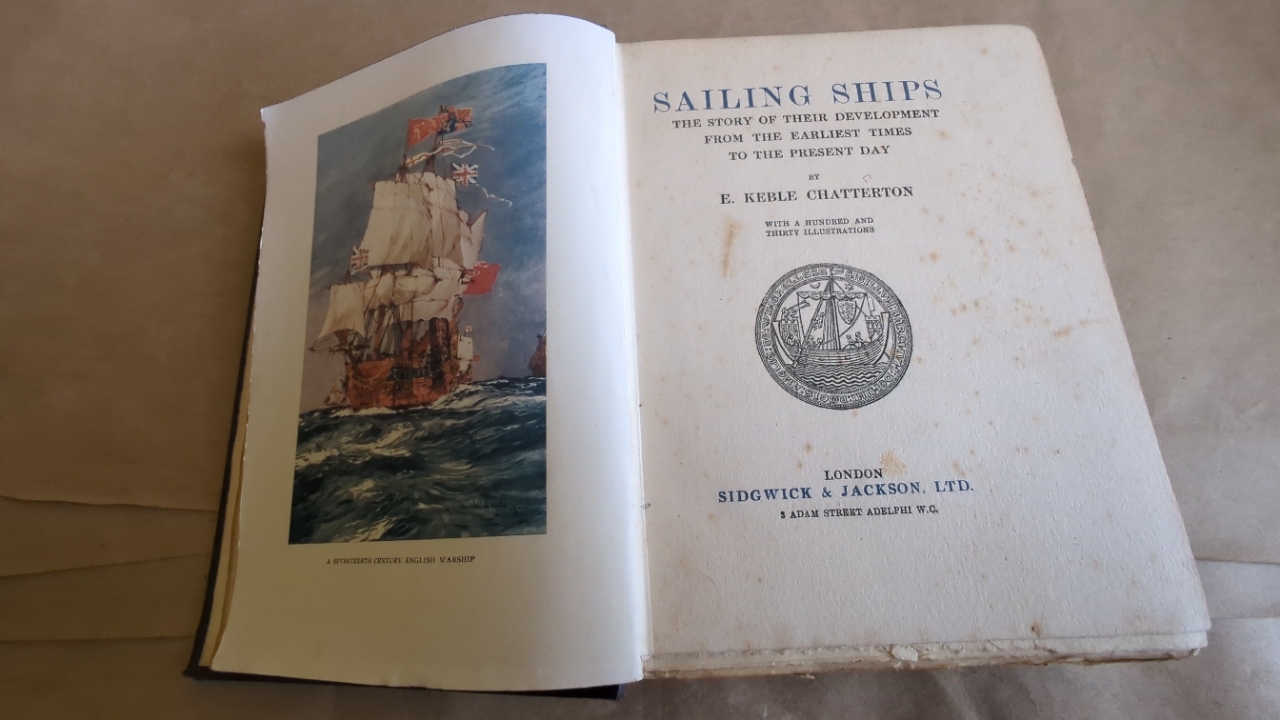 A SEVENTEENTH CENTURY ENGLISH WARSHIP
SAILING SHIPS
THE STORY OF THEIR DEVELOPMENT
FROM THE EARLIEST TIMES
TO THE PRESENT DAY
BY
E. KEBLE CHATTERTON
WITH A HUNDRED AND
THIRTY ILLUSTRATIONS
LONDON
SIDGWICK & JACKSON, LTD.
3 ADAM STREET ADELPHI W.C.